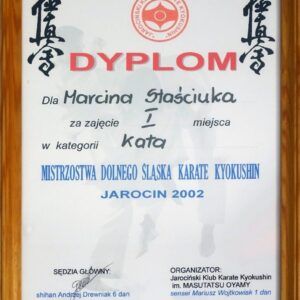 DYPLOM
Dla Marcina Staściuka
za zajęcie I miejsca
w kategorii Kata
MISTRZOSTWA DOLNEGO ŚLĄSKA KARATE KYOKUSHIN
JAROCIN 2002
SĘDZIA GŁÓWNY:
shihan Andrzej Drewniak 6 dan
ORGANIZATOR:
Jarociński Klub Karate Kyokushin
im. MASUTATSU OYAMY
sensei Mariusz Wojtkowiak 1 dan